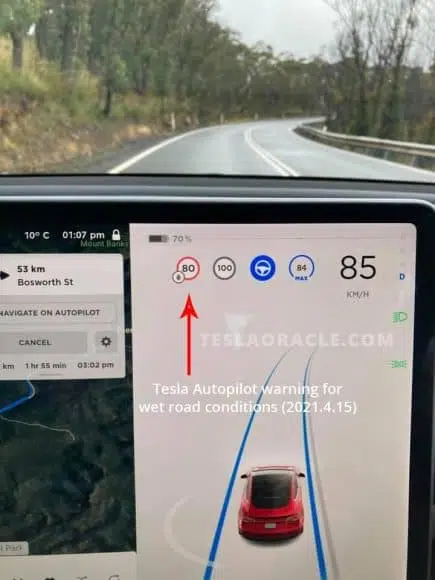 10° C 01:07 pm
Mount Banks
70 %
80
100
84
MAX
85
KM/H
D
53 km
Bosworth St
NAVIGATE ON AUTOPILOT
CANCEL
km 1 hr 55 min 03:02 pm
TESLAORACLE.COM
Tesla Autopilot warning for
wet road conditions (2021.4.15)
Park